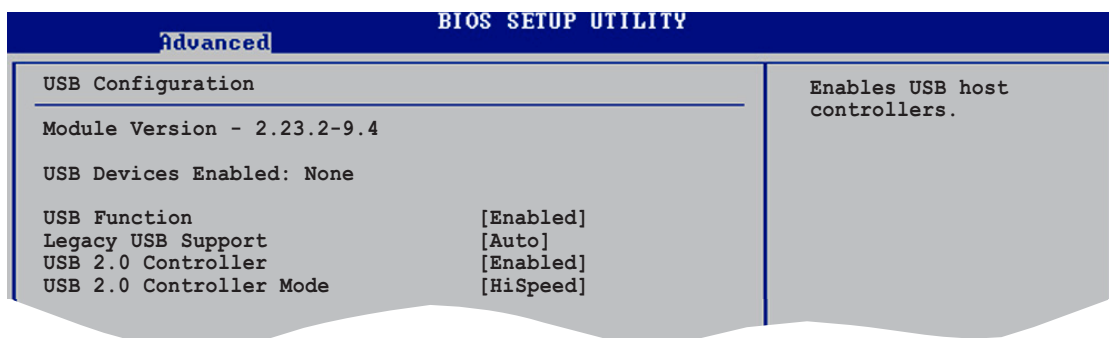 BIOS SETUP UTILITY
Advanced
USB Configuration
Module Version - 2.23.2-9.4
USB Devices Enabled: None
USB Function [Enabled]
Legacy USB Support [Auto]
USB 2.0 Controller [Enabled]
USB 2.0 Controller Mode [HiSpeed]
Enables USB host
controllers.